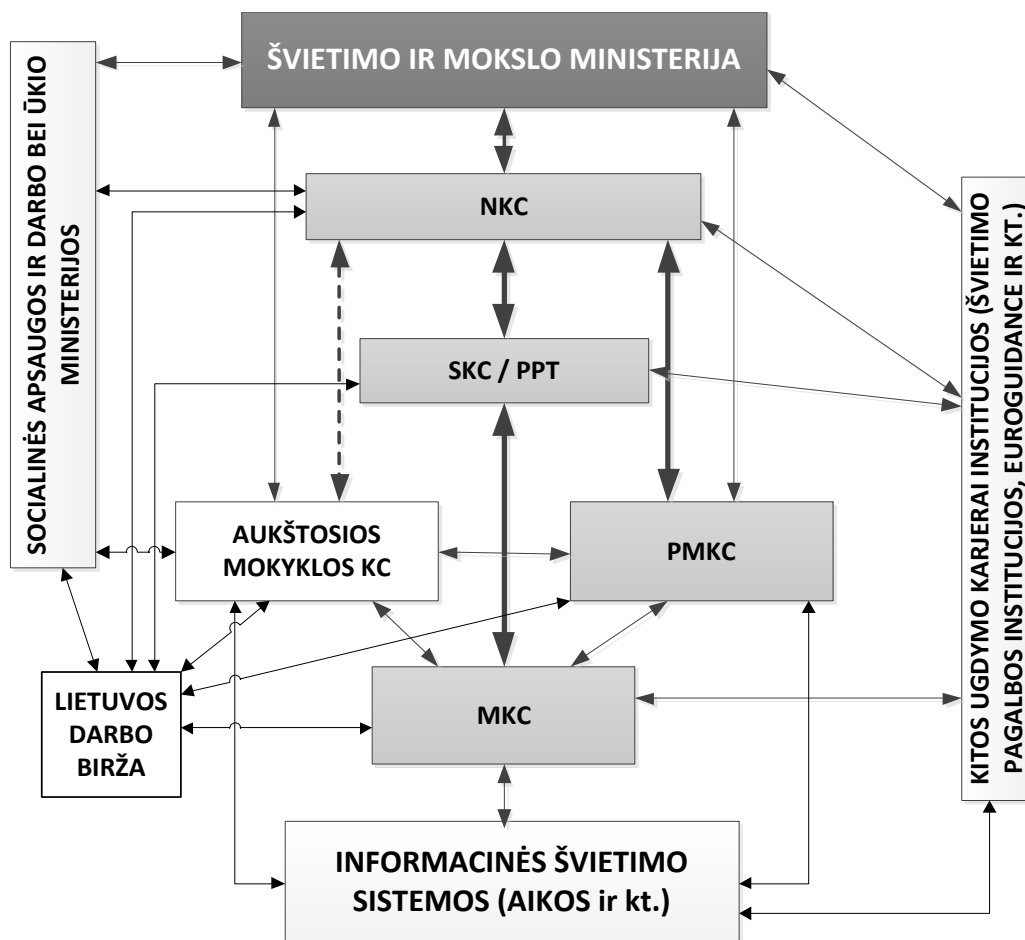 ŠVIETIMO IR MOKSLO MINISTERIJA
SOCIALINĖS APSAUGOS IR DARBO BEI ŪKIO
MINISTERIJOS
NKC
KITOS UGDYMO KARJERAI INSTITUCIJOS (ŠVIETIMO
PAGALBOS INSTITUCIJOS, EUROGUIDANCE IR KT.)
SKC / PPT
AUKŠTOSIOS
MOKYKLOS KC
PMKC
LIETUVOS
DARBO
BIRŽA
MKC
INFORMACINĖS ŠVIETIMO
SISTEMOS (AIKOS ir kt.)